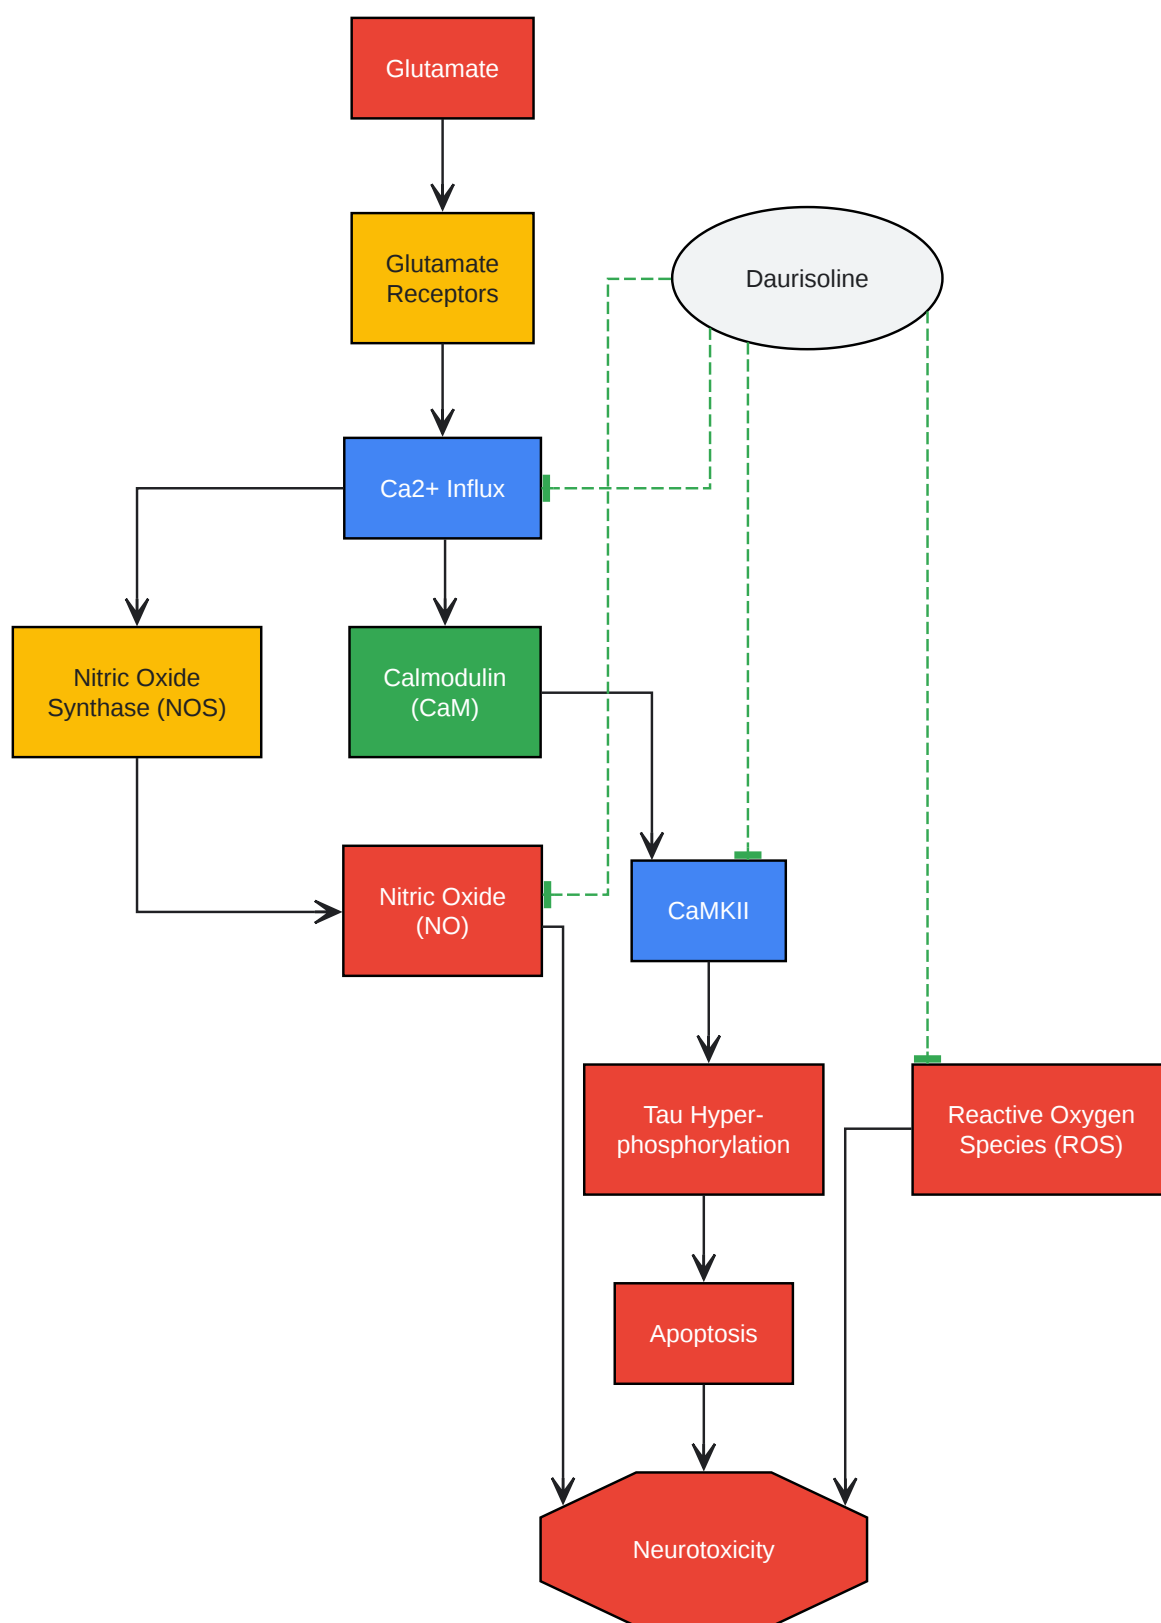 Glutamate
Glutamate
Receptors
Daurisoline
Ca2+ Influx
Nitric Oxide
Synthase (NOS)
Calmodulin
(CaM)
Nitric Oxide
(NO)
CaMKII
Tau Hyper-
phosphorylation
Reactive Oxygen
Species (ROS)
Apoptosis
Neurotoxicity